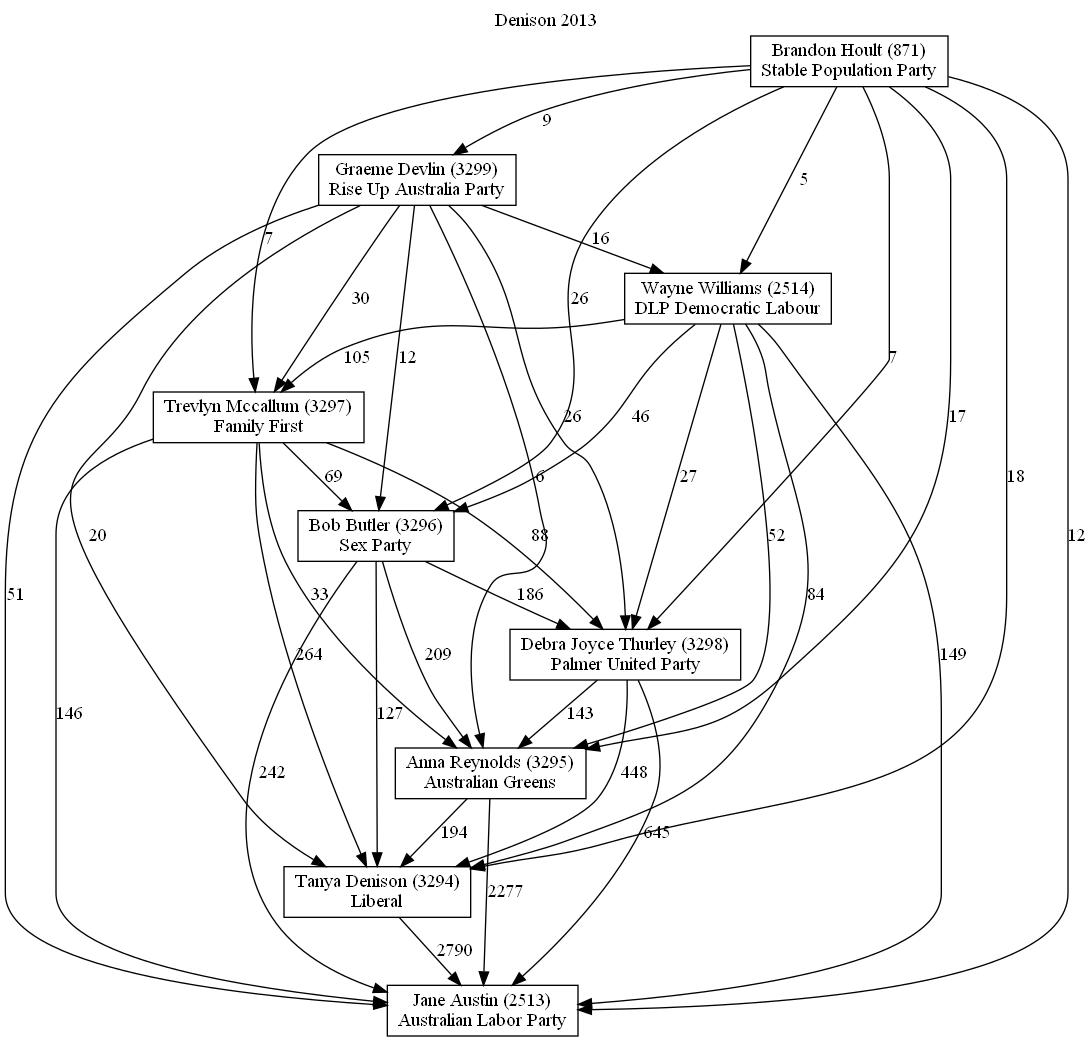 Denison 2013
Brandon Hoult (871)
Stable Population Party
9
Graeme Devlin (3299)
Rise Up Australia Party
5
7
16
Wayne Williams (2514)
DLP Democratic Labour
30
26
105
12
7
Trevlyn Mccallum (3297)
Family First
26
46
17
69
6
27
18
Bob Butler (3296)
Sex Party
20
88
52
12
51
33
186
84
Debra Joyce Thurley (3298)
Palmer United Party
264
209
149
146
127
143
Anna Reynolds (3295)
Australian Greens
242
448
194
645
Tanya Denison (3294)
Liberal
2277
2790
Jane Austin (2513)
Australian Labor Party